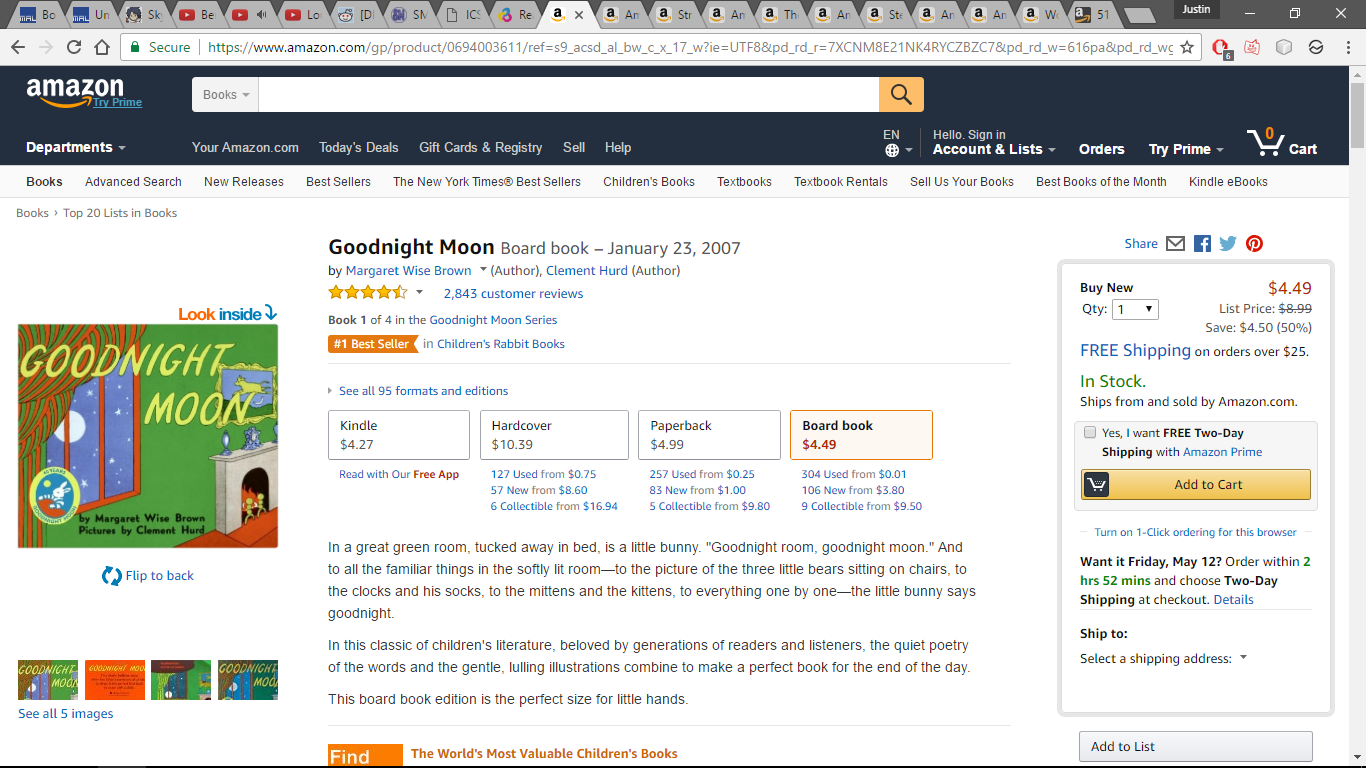 Bo
Un
Sky
Be
Lo
[D
SM
ICS
Re
An
Str
An
Th
An
Ste
An
An
Wo
51
Justin
Secure
https://www.amazon.com/gp/product/0694003611/ref=s9_acsd_al_bw_c_x_17_w?ie=UTF8&pd_rd_r=7XCNM8E21NK4RYCZBZC7&pd_rd_w=616pa&pd_rd_wg
6
amazon
Try Prime
Books
Departments
Your Amazon.com
Today's Deals
Gift Cards & Registry
Sell
Help
EN
Hello. Sign in
Account & Lists
Orders
Try Prime
0
Cart
Books
Advanced Search
New Releases
Best Sellers
The New York Times® Best Sellers
Children's Books
Textbooks
Textbook Rentals
Sell Us Your Books
Best Books of the Month
Kindle eBooks
Books › Top 20 Lists in Books
Look inside
GOODNIGHT
MOON
by Margaret Wise Brown
Pictures by Clement Hurd
Flip to back
GOODNIGHT
MOON
GOODNIGHT MOON
GOODNIGHT
See all 5 images
Goodnight Moon Board book – January 23, 2007
by Margaret Wise Brown (Author), Clement Hurd (Author)
2,843 customer reviews
Book 1 of 4 in the Goodnight Moon Series
#1 Best Seller in Children's Rabbit Books
See all 95 formats and editions
Kindle
$4.27
Read with Our Free App
Hardcover
$10.39
127 Used from $0.75
57 New from $8.60
6 Collectible from $16.94
Paperback
$4.99
257 Used from $0.25
83 New from $1.00
5 Collectible from $9.80
Board book
$4.49
304 Used from $0.01
106 New from $3.80
9 Collectible from $9.50
In a great green room, tucked away in bed, is a little bunny. "Goodnight room, goodnight moon." And
to all the familiar things in the softly lit room—to the picture of the three little bears sitting on chairs, to
the clocks and his socks, to the mittens and the kittens, to everything one by one—the little bunny says
goodnight.
In this classic of children's literature, beloved by generations of readers and listeners, the quiet poetry
of the words and the gentle, lulling illustrations combine to make a perfect book for the end of the day.
This board book edition is the perfect size for little hands.
Find
The World's Most Valuable Children's Books
Share
Buy New
$4.49
Qty: 1
List Price: $8.99
Save: $4.50 (50%)
FREE Shipping on orders over $25.
In Stock.
Ships from and sold by Amazon.com.
Yes, I want FREE Two-Day
Shipping with Amazon Prime
Add to Cart
Turn on 1-Click ordering for this browser
Want it Friday, May 12? Order within 2
hrs 52 mins and choose Two-Day
Shipping at checkout. Details
Ship to:
Select a shipping address:
Add to List